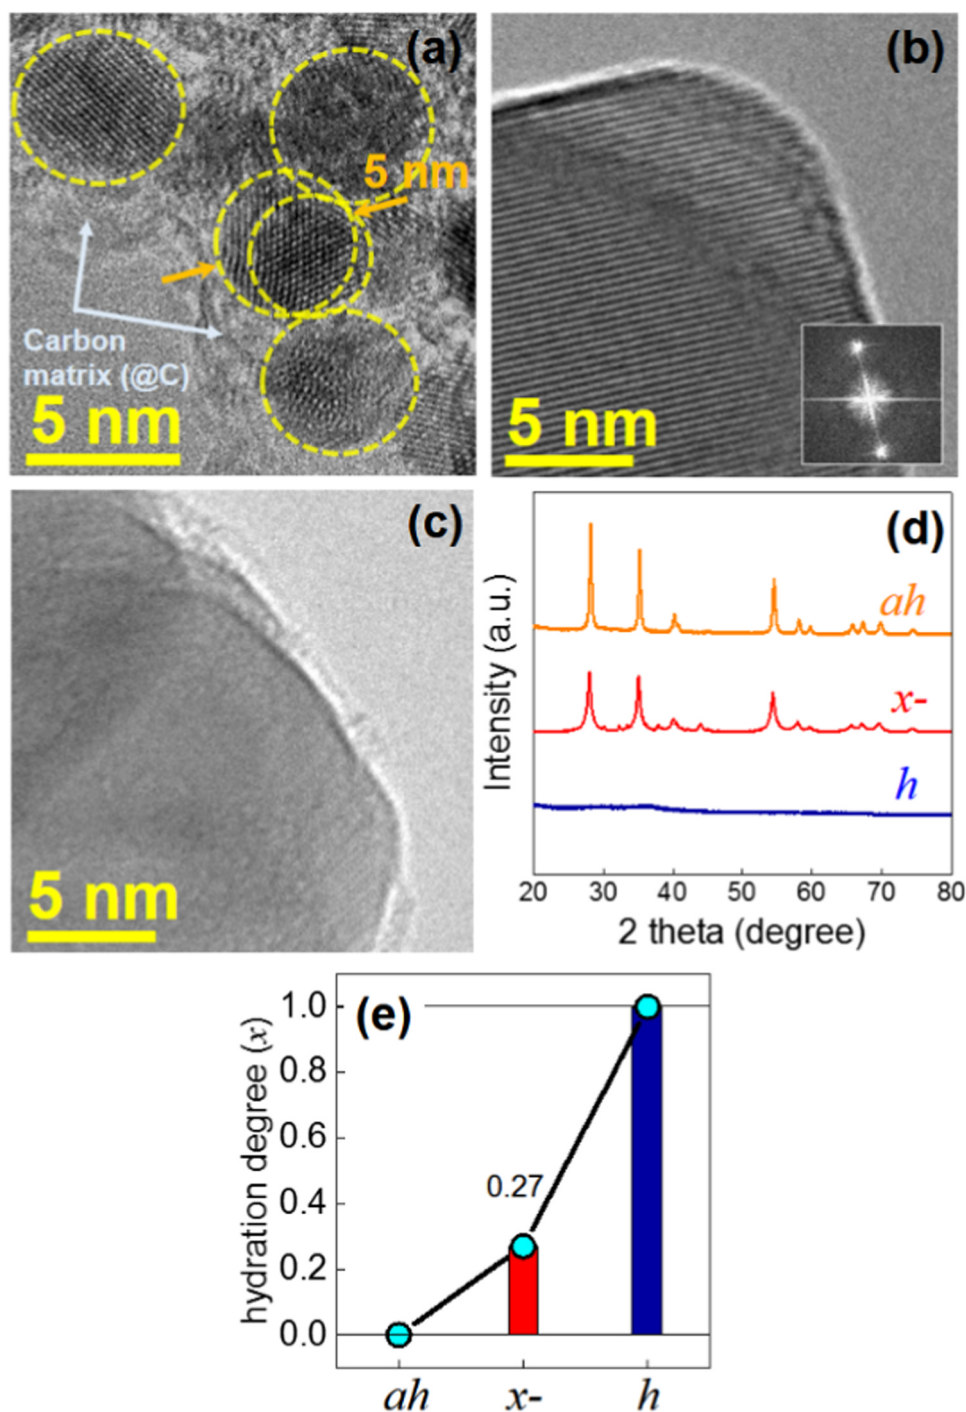 (a)
5 nm
Carbon
matrix (@C)
5 nm
(b)
5 nm
(c)
5 nm
(d)
ah
x-
h
Intensity (a.u.)
20 30 40 50 60 70 80
2 theta (degree)
(e)
hydration degree (x)
1.0
0.8
0.6
0.4
0.2
0.0
0.27
ah x- h